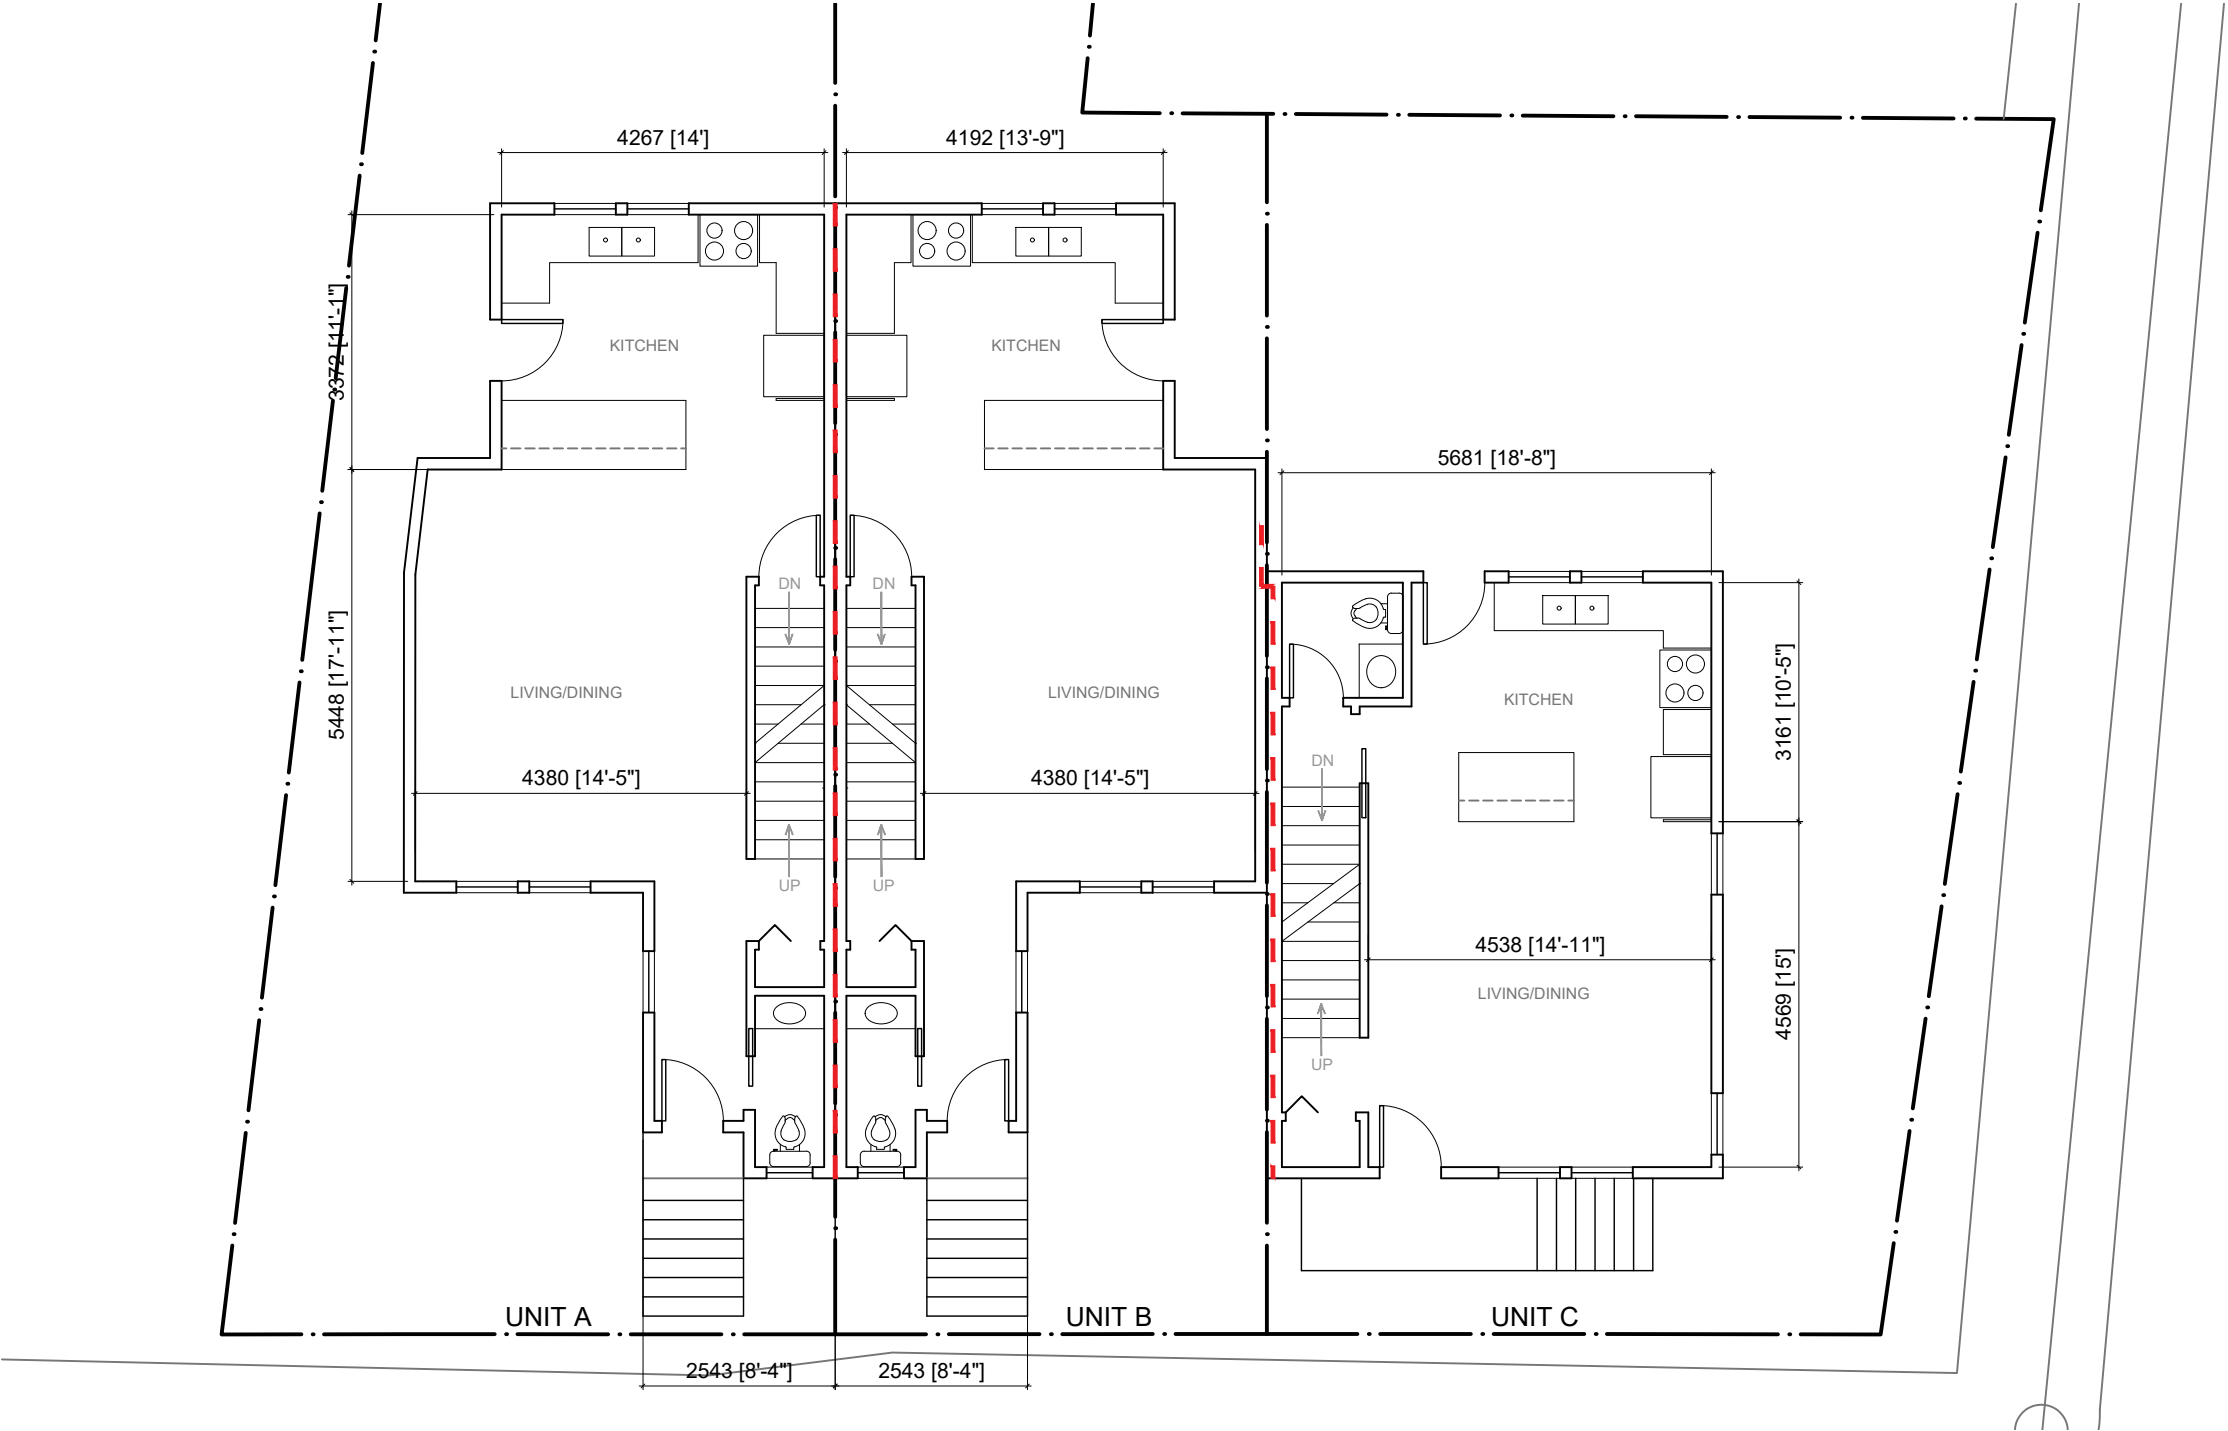 4267 [14']
4192 [13'-9"]
3372 [11'-1"]
KITCHEN
KITCHEN
5681 [18'-8"]
DN
DN
5448 [17'-11"]
LIVING/DINING
LIVING/DINING
KITCHEN
3161 [10'-5"]
4380 [14'-5"]
4380 [14'-5"]
DN
UP
UP
4538 [14'-11"]
LIVING/DINING
4569 [15"]
UP
UNIT A
UNIT B
UNIT C
2543 [8'-4"]
2543 [8'-4"]